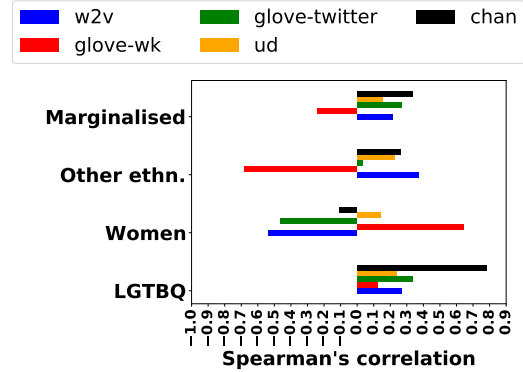 w2v glove-twitter chan
glove-wk ud
Marginalised
Other ethn.
Women
LGTBQ
−1.0 −0.9 −0.8 −0.7 −0.6 −0.5 −0.4 −0.3 −0.2 −0.1 0.0 0.1 0.2 0.3 0.4 0.5 0.6 0.7 0.8 0.9
Spearman's correlation